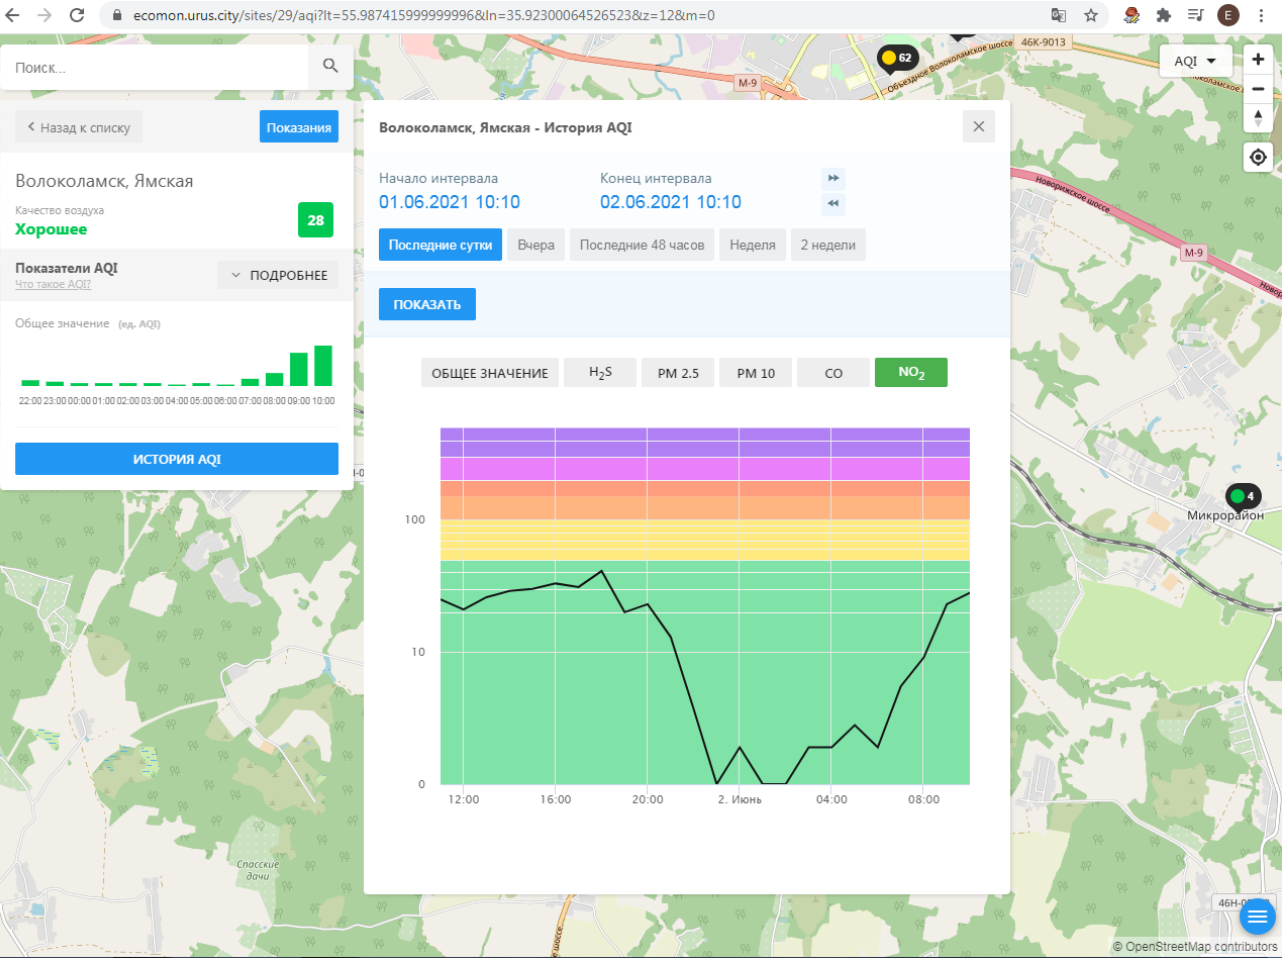 ecomon.urus.city/sites/29/aqi?lt=55.987415999999996&ln=35.92300064526523&z=12&m=0
E
Поиск...
Назад к списку
Показания
Волоколамск, Ямская
Качество воздуха
Хорошее
28
Показатели AQI
Что такое AQI?
ПОДРОБНЕЕ
Общее значение (ед. AQI)
22:00 23:00 00:00 01:00 02:00 03:00 04:00 05:00 06:00 07:00 08:00 09:00 10:00
ИСТОРИЯ AQI
Волоколамск, Ямская - История AQI
Начало интервала
Конец интервала
01.06.2021 10:10
02.06.2021 10:10
Последние сутки
Вчера
Последние 48 часов
Неделя
2 недели
ПОКАЗАТЬ
ОБЩЕЕ ЗНАЧЕНИЕ
H2S
PM 2.5
PM 10
CO
NO2
100
10
0
12:00 16:00 20:00 2. Июнь 04:00 08:00
46К-9013
62
Объездное Волоколамское шоссе
М-9
AQI
Новорижское шоссе
М-9
4
Микрорайон
Спасские
дачи
шоссе
© OpenStreetMap contributors